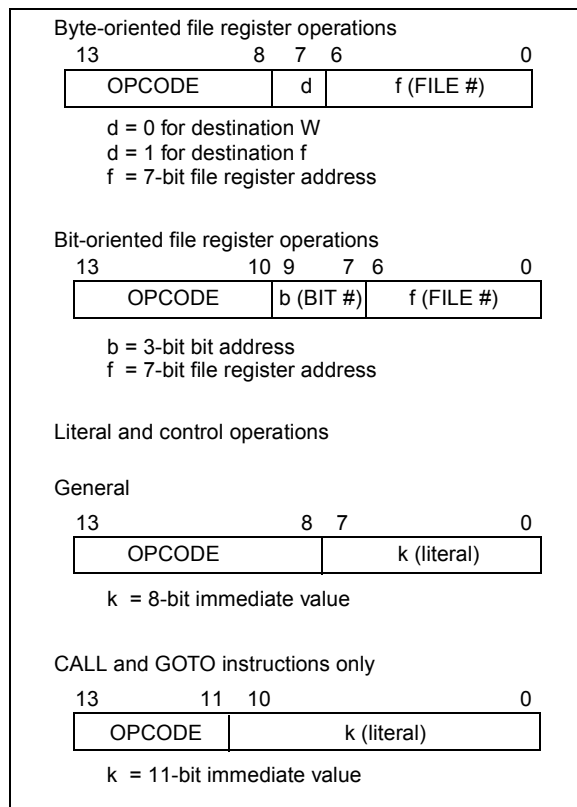 Byte-oriented file register operations
13 8 7 6 0
OPCODE d f (FILE #)
d = 0 for destination W
d = 1 for destination f
f = 7-bit file register address
Bit-oriented file register operations
13 10 9 7 6 0
OPCODE b (BIT #) f (FILE #)
b = 3-bit bit address
f = 7-bit file register address
Literal and control operations
General
13 8 7 0
OPCODE k (literal)
k = 8-bit immediate value
CALL and GOTO instructions only
13 11 10 0
OPCODE k (literal)
k = 11-bit immediate value